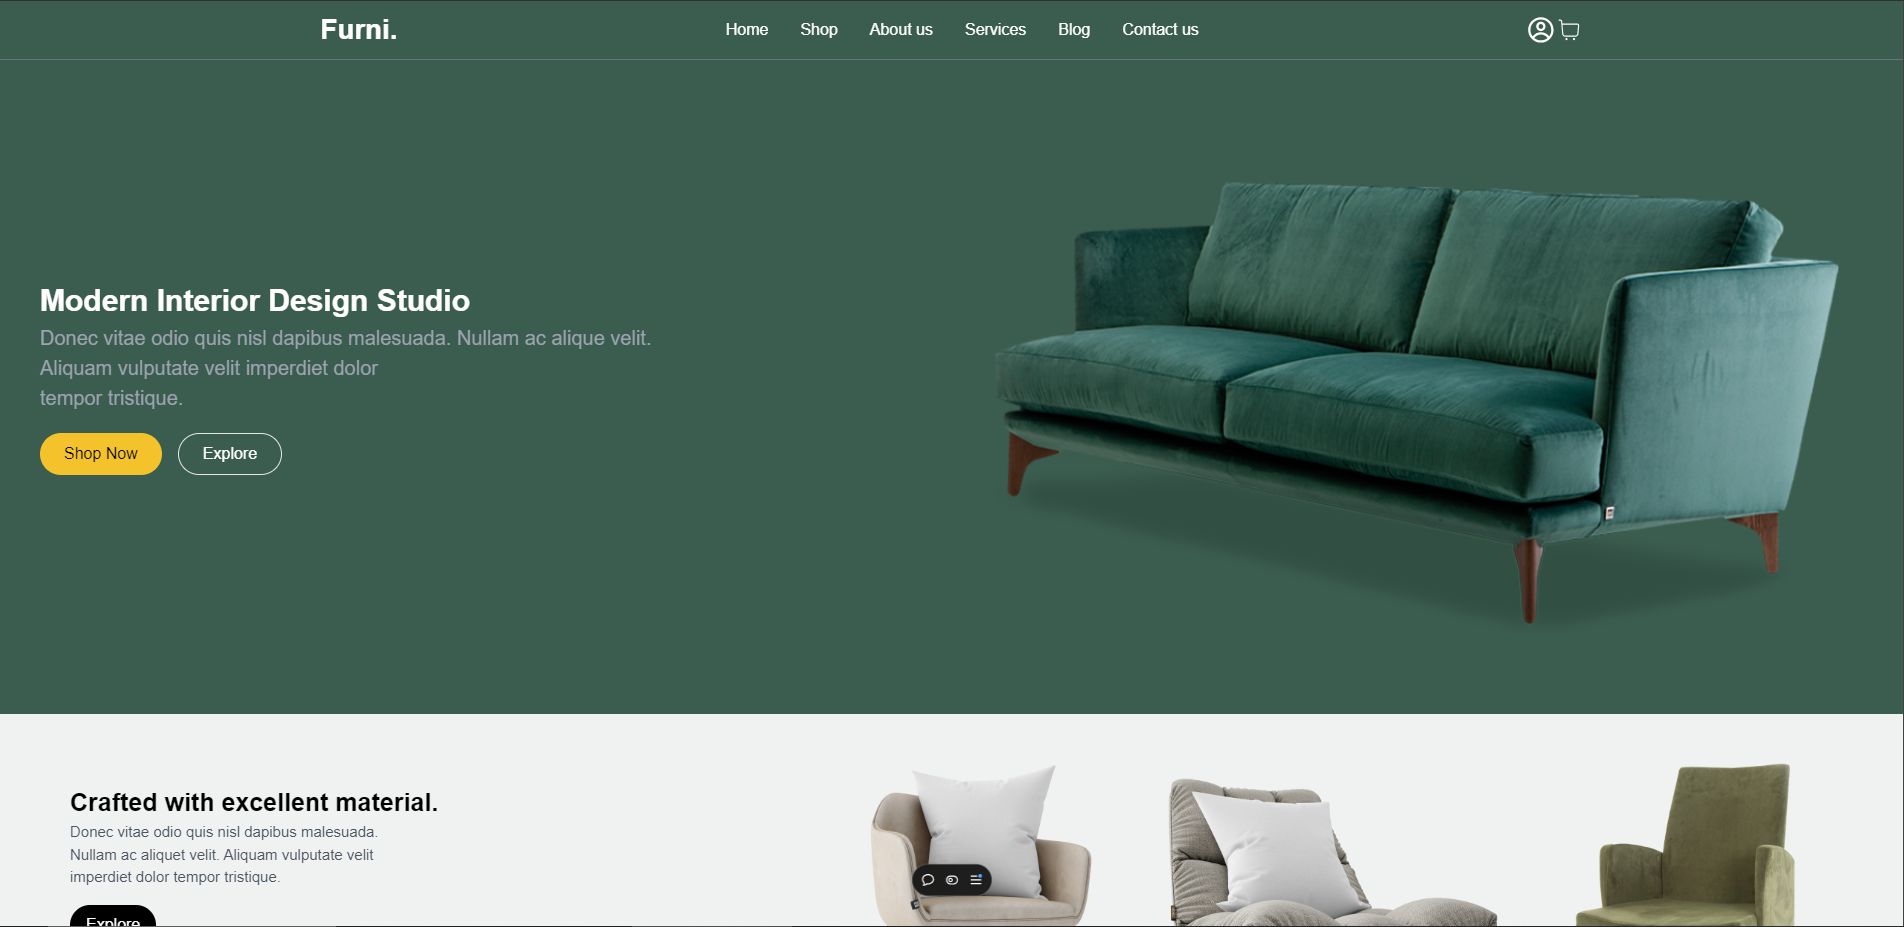 Furni.
Home Shop About us Services Blog Contact us
Modern Interior Design Studio
Donec vitae odio quis nisl dapibus malesuada. Nullam ac alique velit.
Aliquam vulputate velit imperdiet dolor
tempor tristique.
Shop Now Explore
Crafted with excellent material.
Donec vitae odio quis nisl dapibus malesuada.
Nullam ac aliquet velit. Aliquam vulputate velit
imperdiet dolor tempor tristique.
Explore